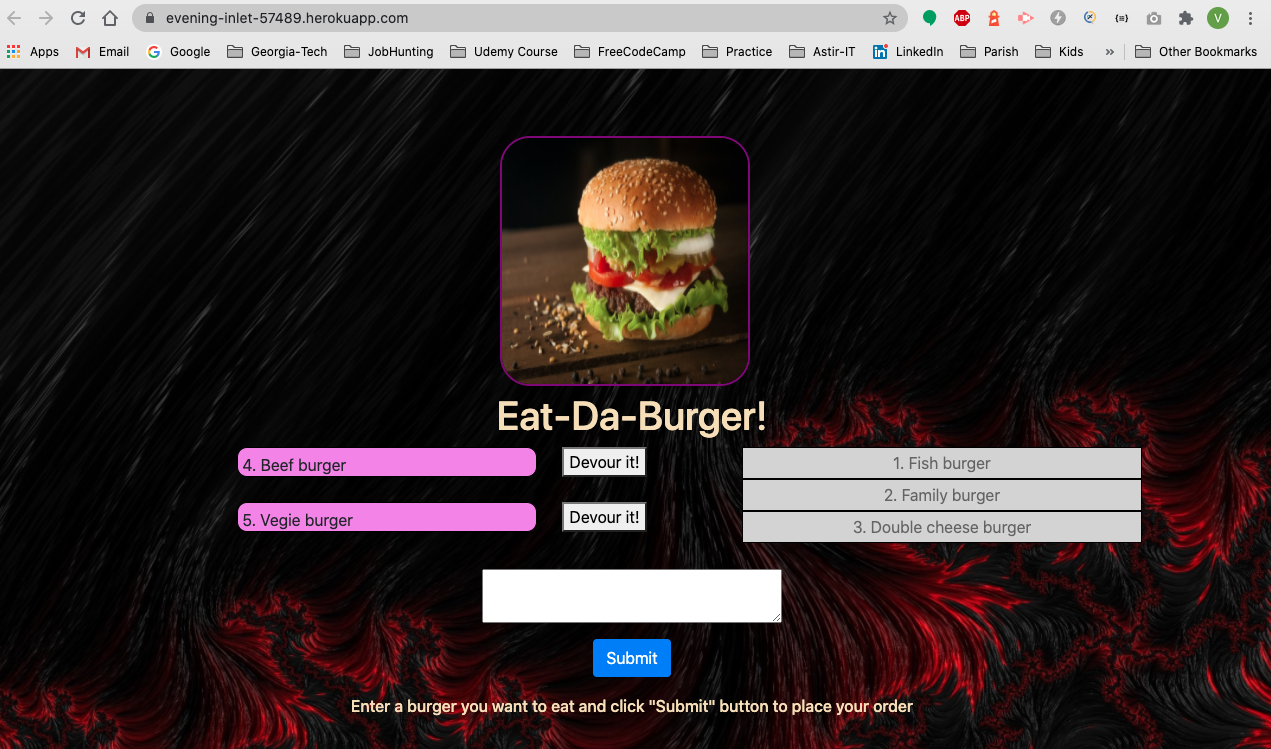 evening-inlet-57489.herokuapp.com
ABP
V
Apps Email Google Georgia-Tech JobHunting Udemy Course FreeCodeCamp Practice Astir-IT LinkedIn Parish Kids » Other Bookmarks
Eat-Da-Burger!
4. Beef burger
Devour it!
5. Vegie burger
Devour it!
1. Fish burger
2. Family burger
3. Double cheese burger
Submit
Enter a burger you want to eat and click "Submit" button to place your order